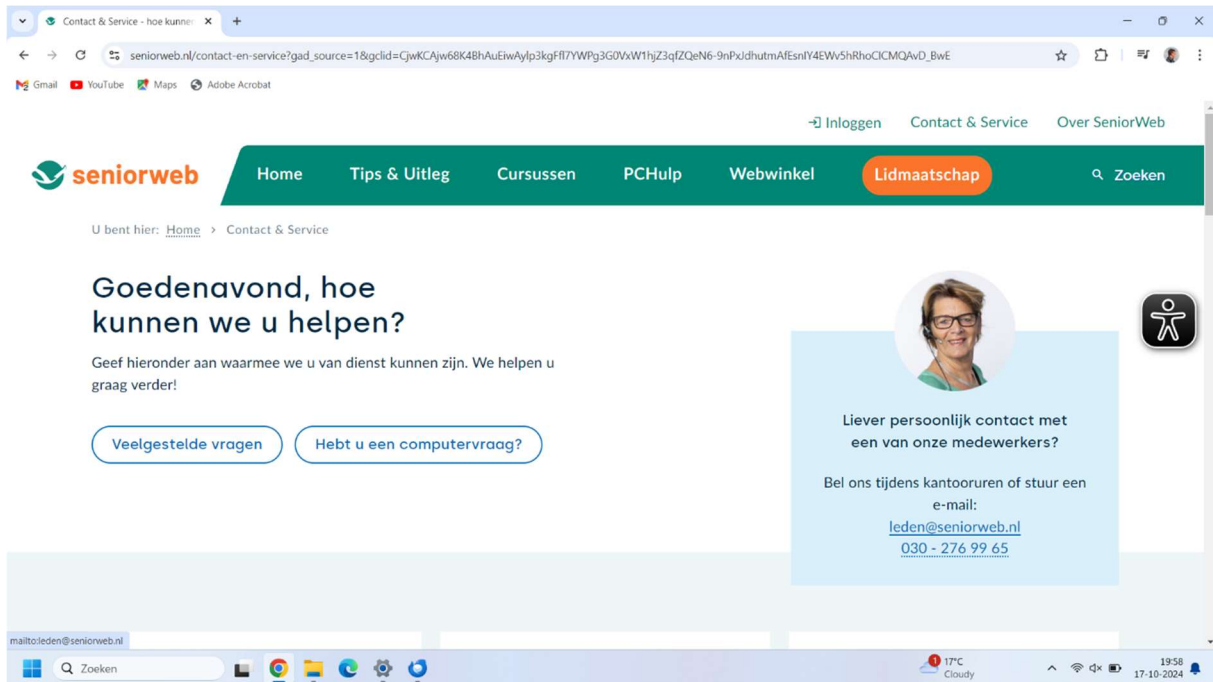 Contact & Service - hoe kunnen
seniorweb.nl/contact-en-service?gad_source=1&gclid=
Gmail YouTube Maps Adobe Acrobat
Inloggen Contact & Service Over SeniorWeb
seniorweb Home Tips & Uitleg Cursussen PCHulp Webwinkel Lidmaatschap Zoeken
U bent hier: Home > Contact & Service
Goedenavond, hoe
kunnen we u helpen?
Geef hieronder aan waarmee we u van dienst kunnen zijn. We helpen u
graag verder!
Veelgestelde vragen Hebt u een computervraag?
Liever persoonlijk contact met
een van onze medewerkers?
Bel ons tijdens kantooruren of stuur een
e-mail:
leden@seniorweb.nl
030 - 276 99 65
mailto:leden@seniorweb.nl
Zoeken
1
17°C
Cloudy
19:58
17-10-2024